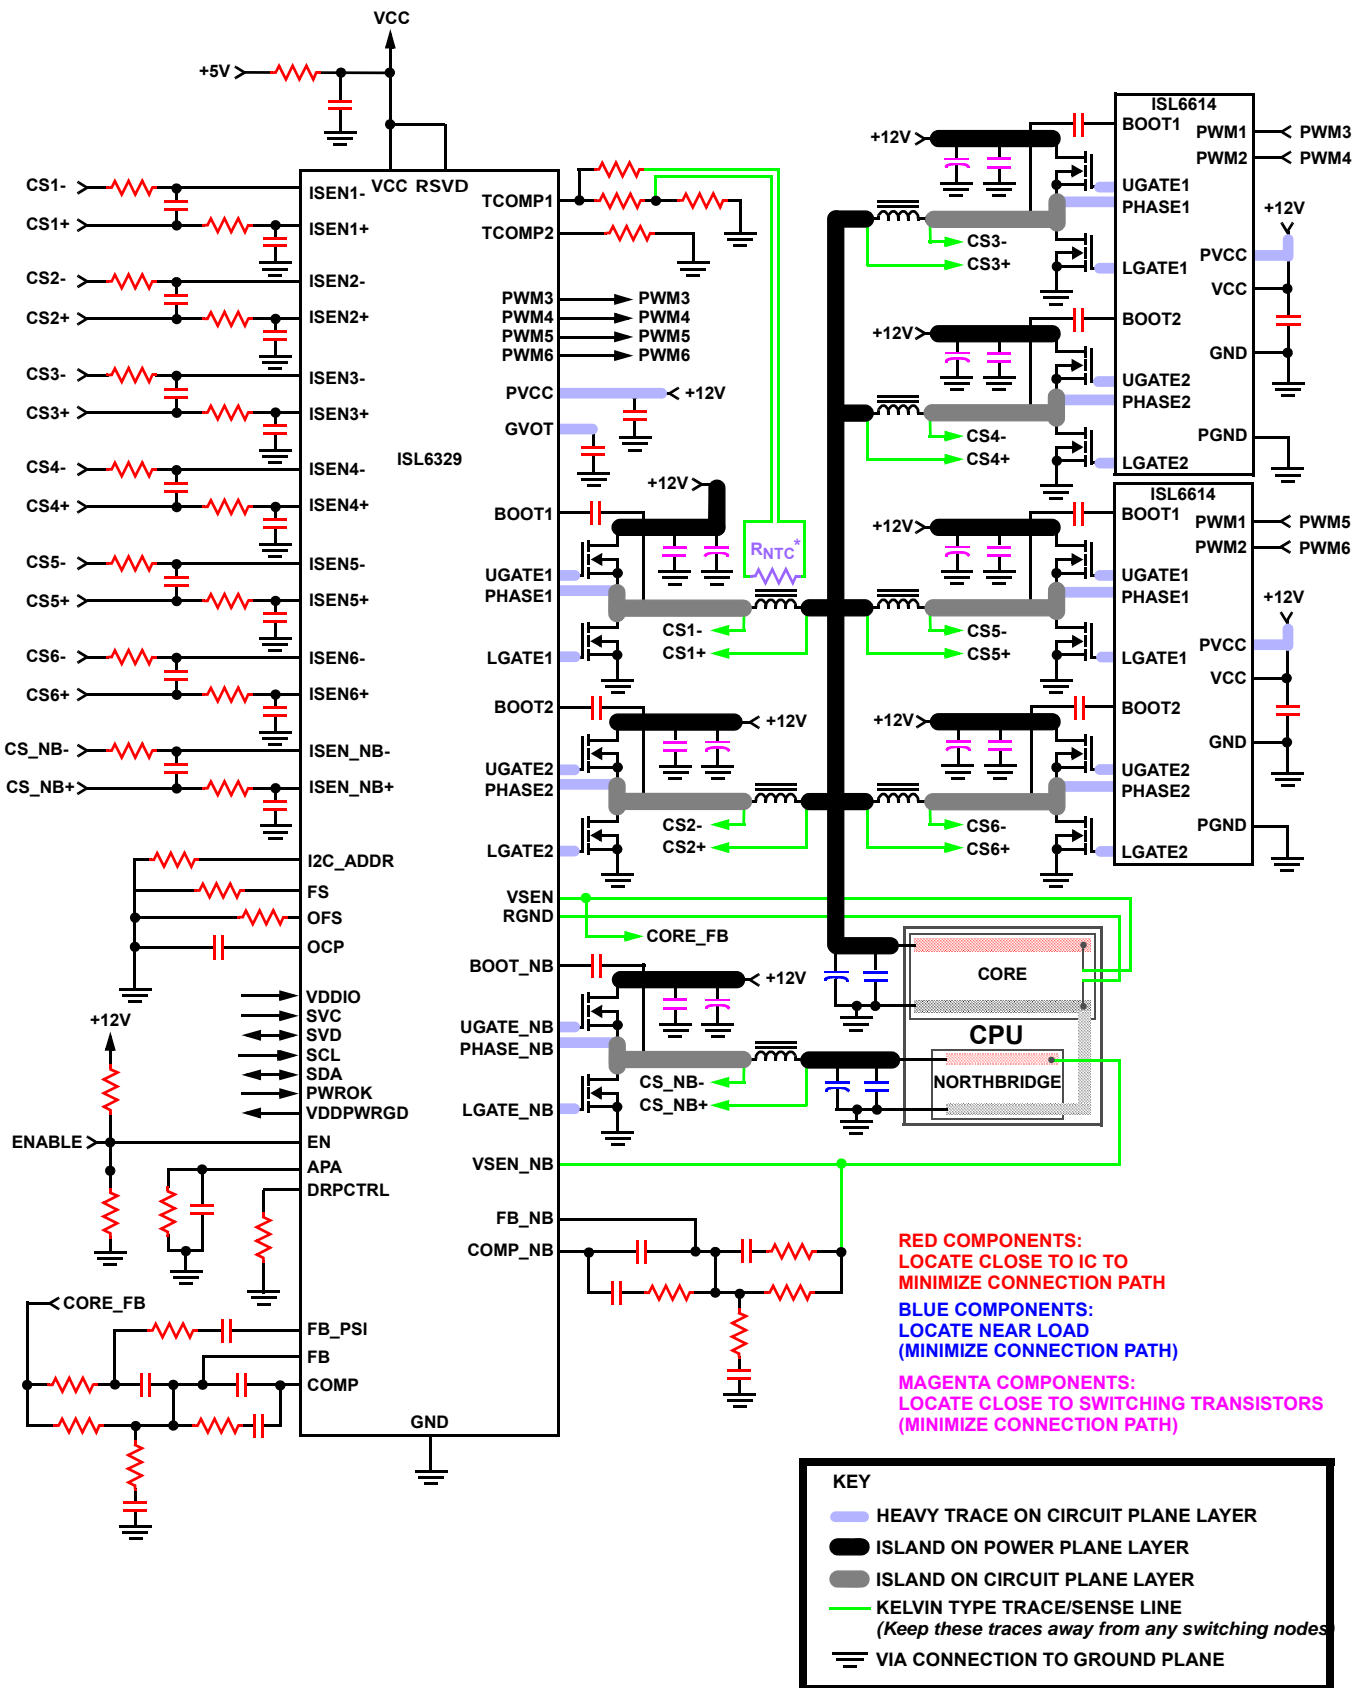 VCC
+5V
CS1-
CS1+
CS2-
CS2+
CS3-
CS3+
CS4-
CS4+
CS5-
CS5+
CS6-
CS6+
CS_NB-
CS_NB+
VCC RSVD
ISEN1-
ISEN1+
ISEN2-
ISEN2+
ISEN3-
ISEN3+
ISEN4-
ISEN4+
ISEN5-
ISEN5+
ISEN6-
ISEN6+
ISEN_NB-
ISEN_NB+
I2C_ADDR
FS
OFS
OCP
VDDIO
SVC
SVD
SCL
SDA
PWROK
VDDPWRGD
+12V
ENABLE
EN
APA
DRPCTRL
CORE_FB
FB_PSI
FB
COMP
GND
ISL6329
TCOMP1
TCOMP2
PWM3
PWM4
PWM5
PWM6
PWM3
PWM4
PWM5
PWM6
PVCC
+12V
GVOT
+12V
BOOT1
UGATE1
PHASE1
LGATE1
RNTC*
CS1-
CS1+
BOOT2
+12V
UGATE2
PHASE2
LGATE2
CS2-
CS2+
VSEN
RGND
CORE_FB
BOOT_NB
+12V
UGATE_NB
PHASE_NB
LGATE_NB
CS_NB-
CS_NB+
VSEN_NB
FB_NB
COMP_NB
ISL6614
+12V
BOOT1
PWM1
PWM3
PWM2
PWM4
UGATE1
PHASE1
+12V
CS3-
CS3+
LGATE1
PVCC
VCC
+12V
BOOT2
UGATE2
PHASE2
GND
CS4-
CS4+
LGATE2
PGND
ISL6614
+12V
BOOT1
PWM1
PWM5
PWM2
PWM6
UGATE1
PHASE1
+12V
CS5-
CS5+
LGATE1
PVCC
VCC
+12V
BOOT2
UGATE2
PHASE2
GND
CS6-
CS6+
LGATE2
PGND
CORE
CPU
NORTHBRIDGE
RED COMPONENTS:
LOCATE CLOSE TO IC TO
MINIMIZE CONNECTION PATH
BLUE COMPONENTS:
LOCATE NEAR LOAD
(MINIMIZE CONNECTION PATH)
MAGENTA COMPONENTS:
LOCATE CLOSE TO SWITCHING TRANSISTORS
(MINIMIZE CONNECTION PATH)
KEY
HEAVY TRACE ON CIRCUIT PLANE LAYER
ISLAND ON POWER PLANE LAYER
ISLAND ON CIRCUIT PLANE LAYER
KELVIN TYPE TRACE/SENSE LINE
(Keep these traces away from any switching nodes)
VIA CONNECTION TO GROUND PLANE